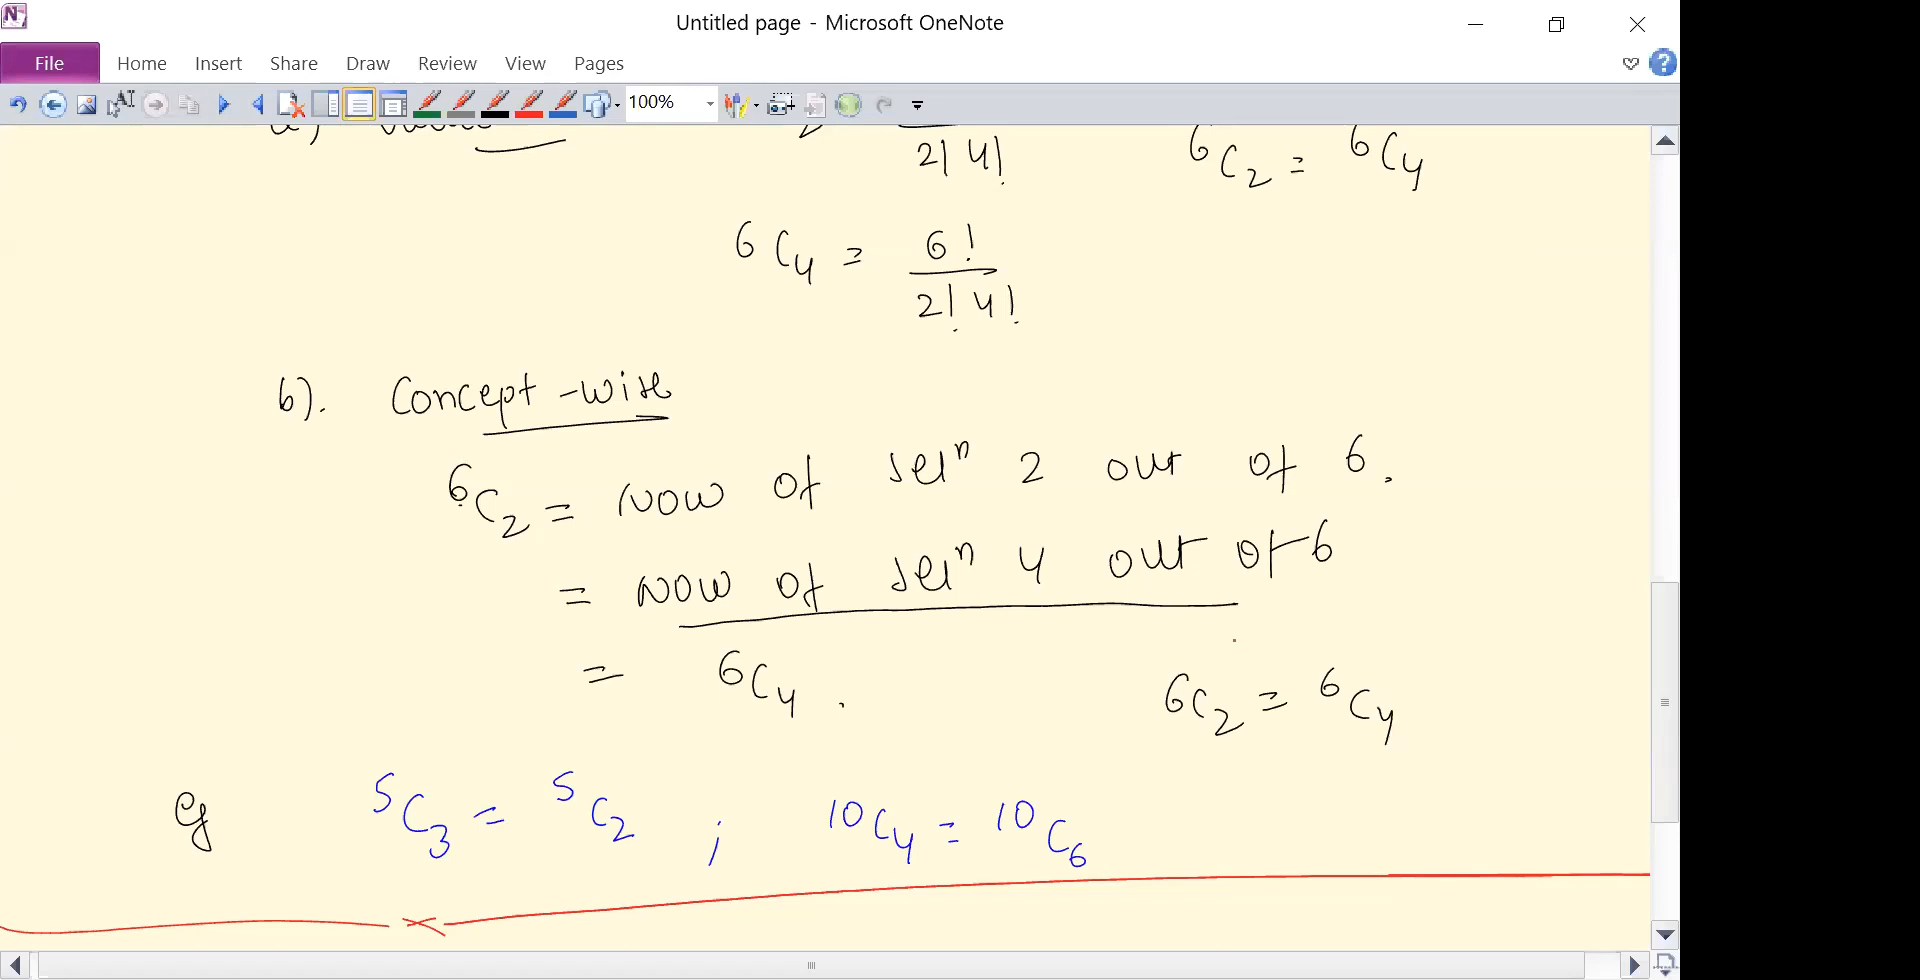 Untitled page - Microsoft OneNote
File Home Insert Share Draw Review View Pages
100%
2! 4!
⁶C₂ = ⁶C₄
⁶C₄ = 6! / 2! 4!
b). Concept-wise
⁶C₂ = NOW of selⁿ 2 out of 6.
= NOW of selⁿ 4 out of 6
= ⁶C₄.
6C₂ = ⁶C₄
eg ⁵C₃ = ⁵C₂ ; ¹⁰C₄ = ¹⁰C₆